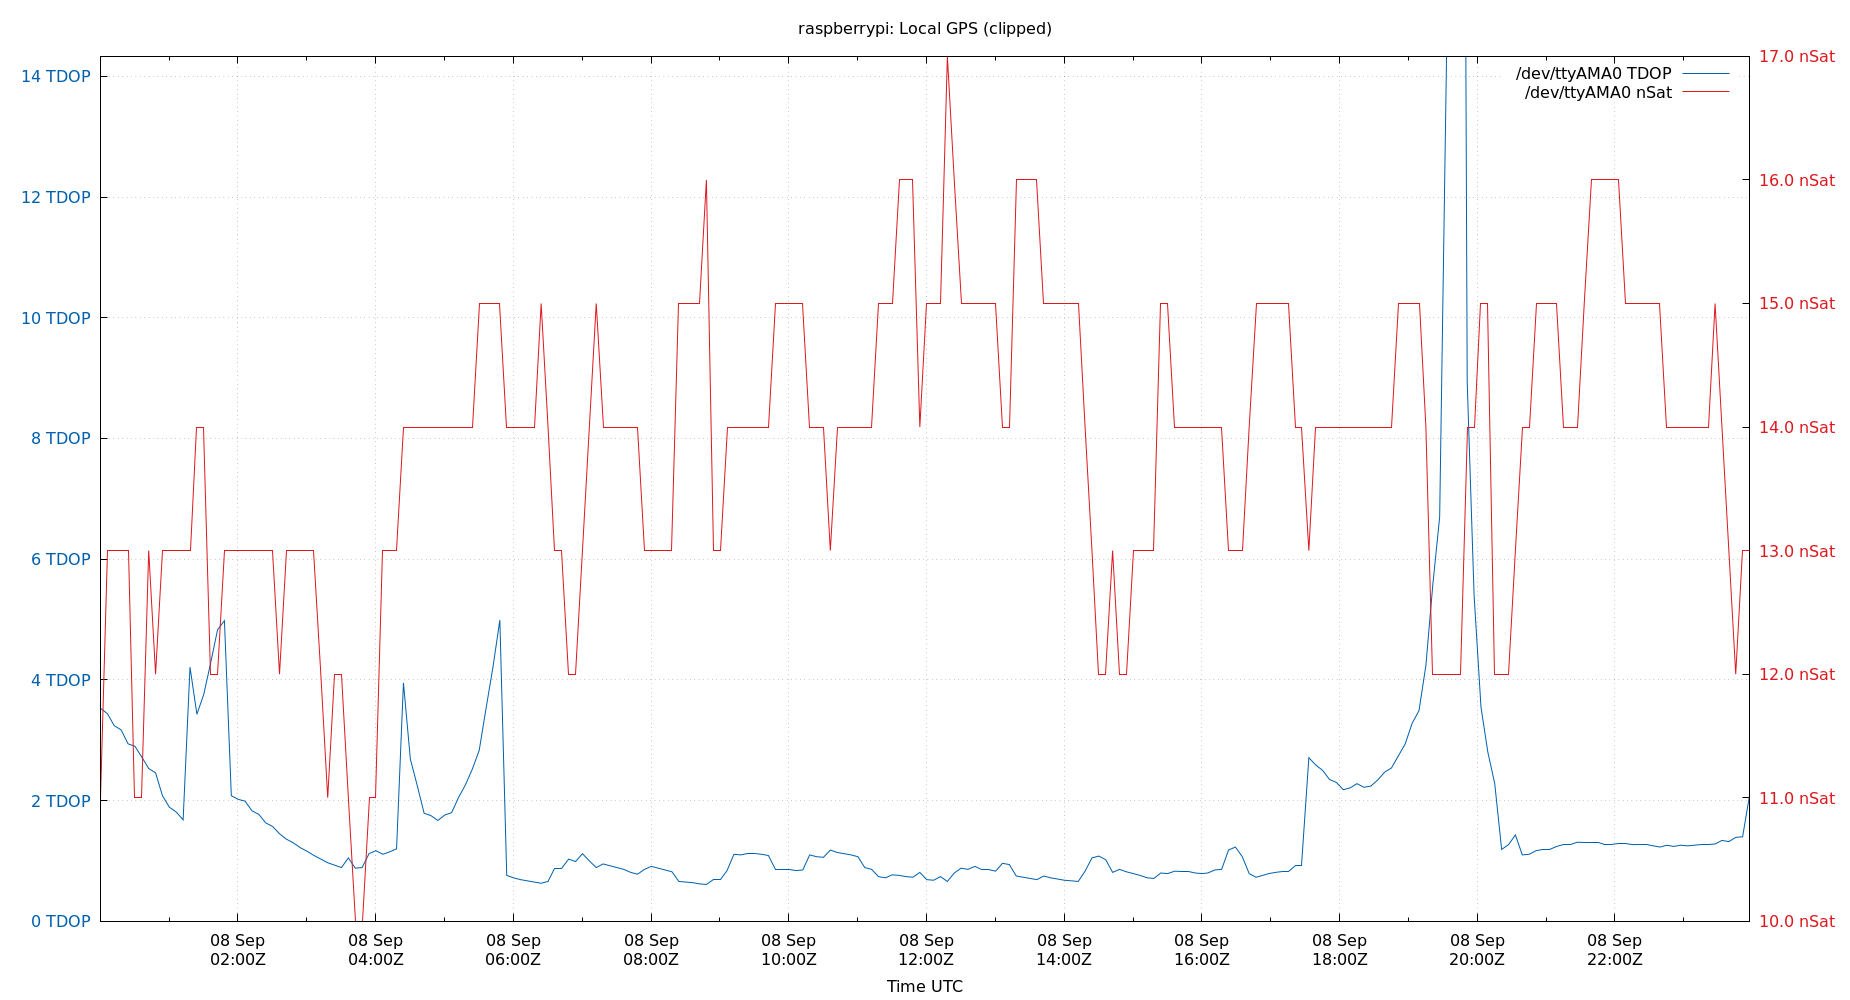 raspberrypi: Local GPS (clipped)
/dev/ttyAMA0 TDOP
/dev/ttyAMA0 nSat
14 TDOP
12 TDOP
10 TDOP
8 TDOP
6 TDOP
4 TDOP
2 TDOP
0 TDOP
17.0 nSat
16.0 nSat
15.0 nSat
14.0 nSat
13.0 nSat
12.0 nSat
11.0 nSat
10.0 nSat
08 Sep
02:00Z
08 Sep
04:00Z
08 Sep
06:00Z
08 Sep
08:00Z
08 Sep
10:00Z
08 Sep
12:00Z
08 Sep
14:00Z
08 Sep
16:00Z
08 Sep
18:00Z
08 Sep
20:00Z
08 Sep
22:00Z
Time UTC